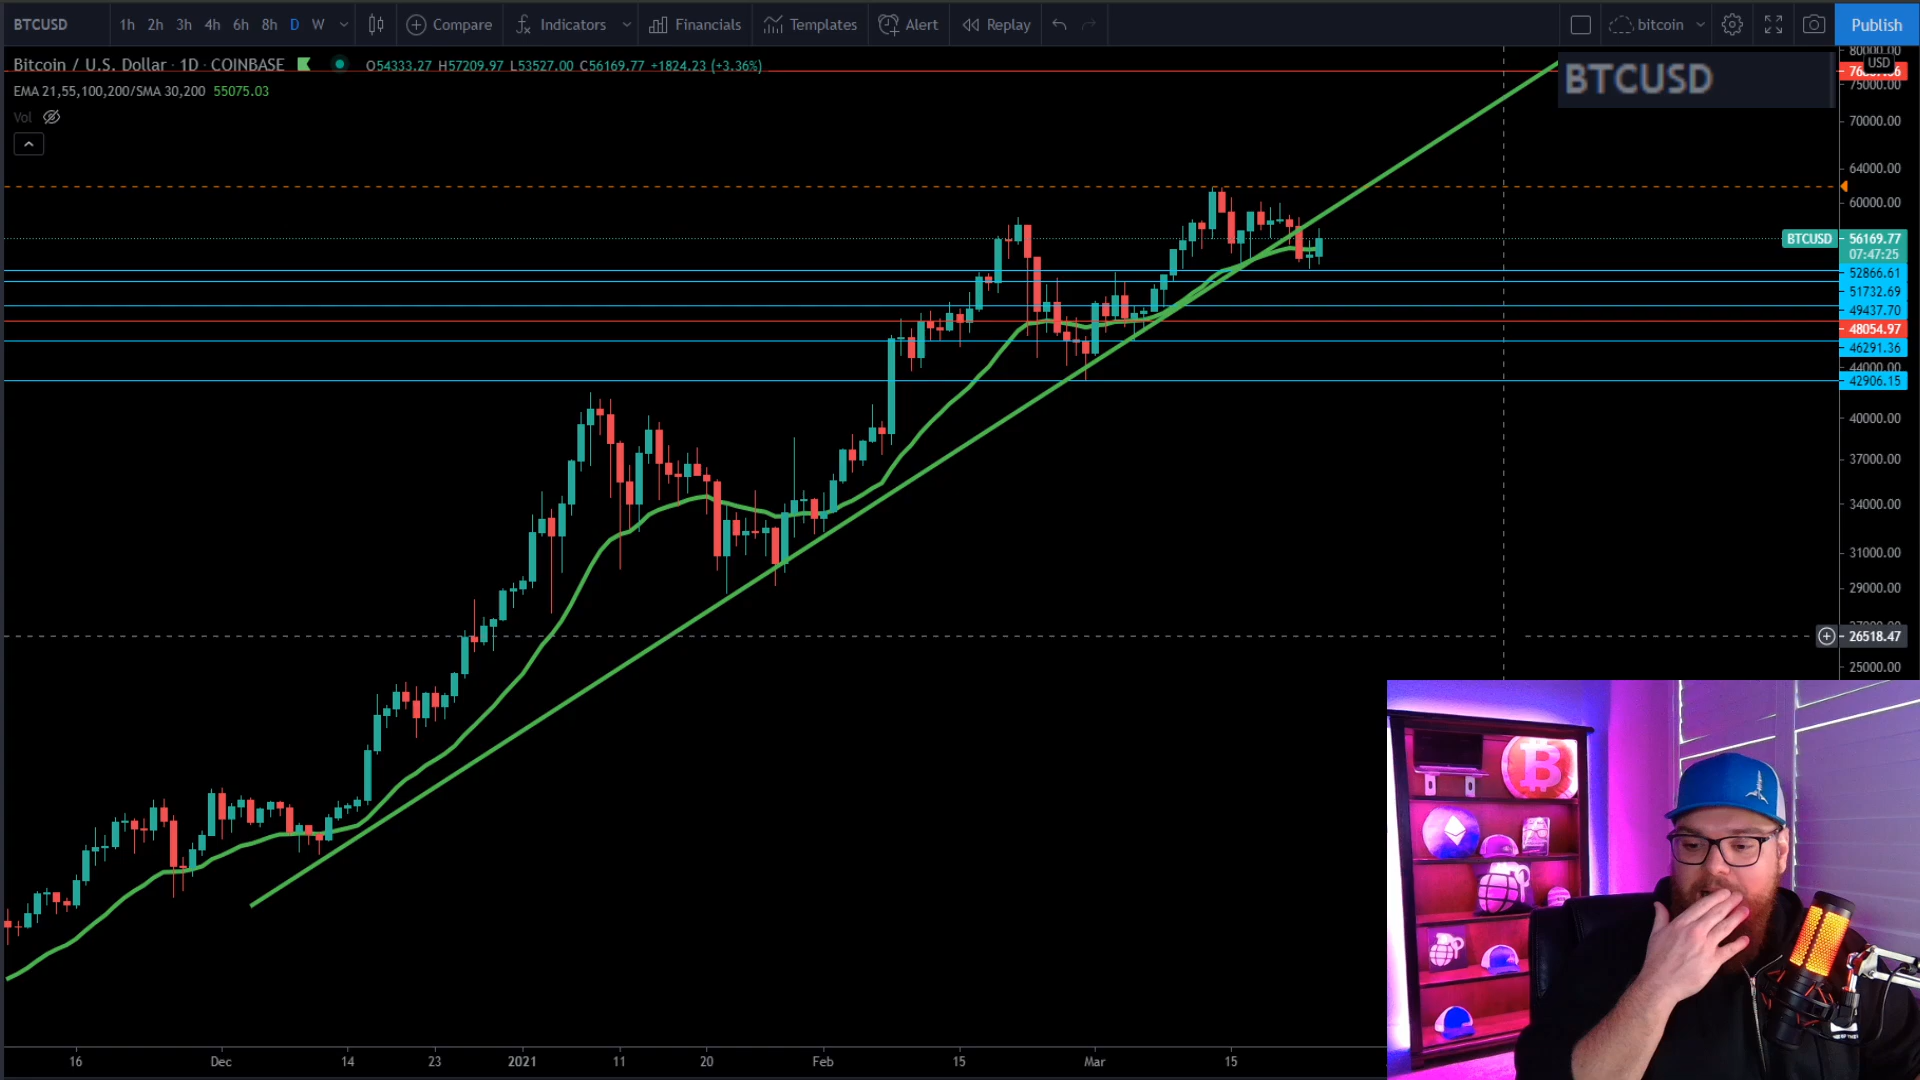 BTCUSD 1h 2h 3h 4h 6h 8h D W Compare Indicators Financials Templates Alert Replay bitcoin Publish
Bitcoin / U.S. Dollar · 1D · COINBASE O54333.27 H57209.97 L53527.00 C56169.77 +1824.23 (+3.36%)
EMA 21,55,100,200/SMA 30,200 55075.03
Vol
BTCUSD
80000.00
USD
75000.00
70000.00
64000.00
60000.00
BTCUSD 56169.77
07:47:25
52866.61
51732.69
49437.70
48054.97
46291.36
44000.00
42906.15
40000.00
37000.00
34000.00
31000.00
29000.00
26518.47
25000.00
16 Dec 14 23 2021 11 20 Feb 15 Mar 15